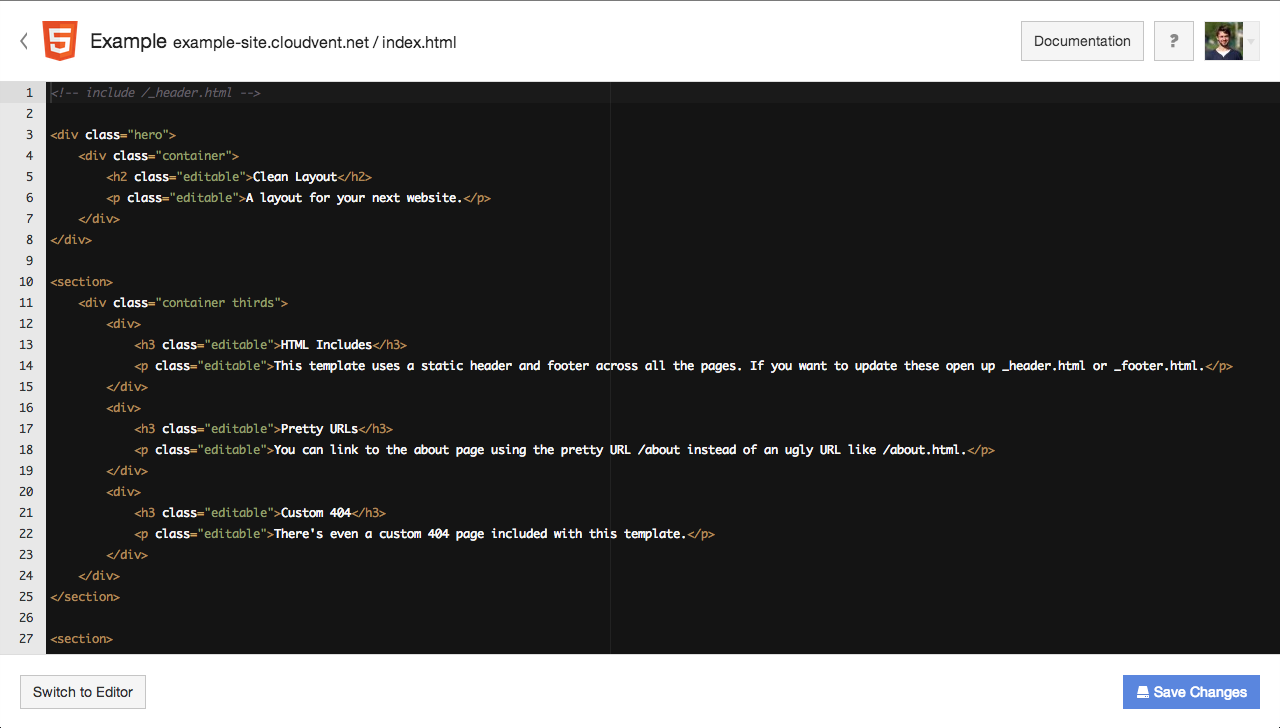 Example example-site.cloudvent.net / index.html
Documentation
?
1 <!-- include /_header.html -->
2
3 <div class="hero">
4 <div class="container">
5 <h2 class="editable">Clean Layout</h2>
6 <p class="editable">A layout for your next website.</p>
7 </div>
8 </div>
9
10 <section>
11 <div class="container thirds">
12 <div>
13 <h3 class="editable">HTML Includes</h3>
14 <p class="editable">This template uses a static header and footer across all the pages. If you want to update these open up _header.html or _footer.html.</p>
15 </div>
16 <div>
17 <h3 class="editable">Pretty URLs</h3>
18 <p class="editable">You can link to the about page using the pretty URL /about instead of an ugly URL like /about.html.</p>
19 </div>
20 <div>
21 <h3 class="editable">Custom 404</h3>
22 <p class="editable">There's even a custom 404 page included with this template.</p>
23 </div>
24 </div>
25 </section>
26
27 <section>
Switch to Editor
Save Changes